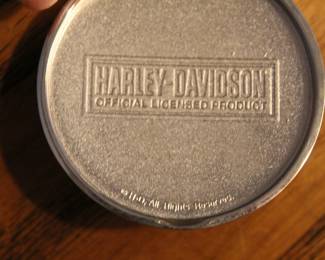 HARLEY-DAVIDSON
OFFICIAL LICENSED PRODUCT
©H-D, All Rights Reserved.